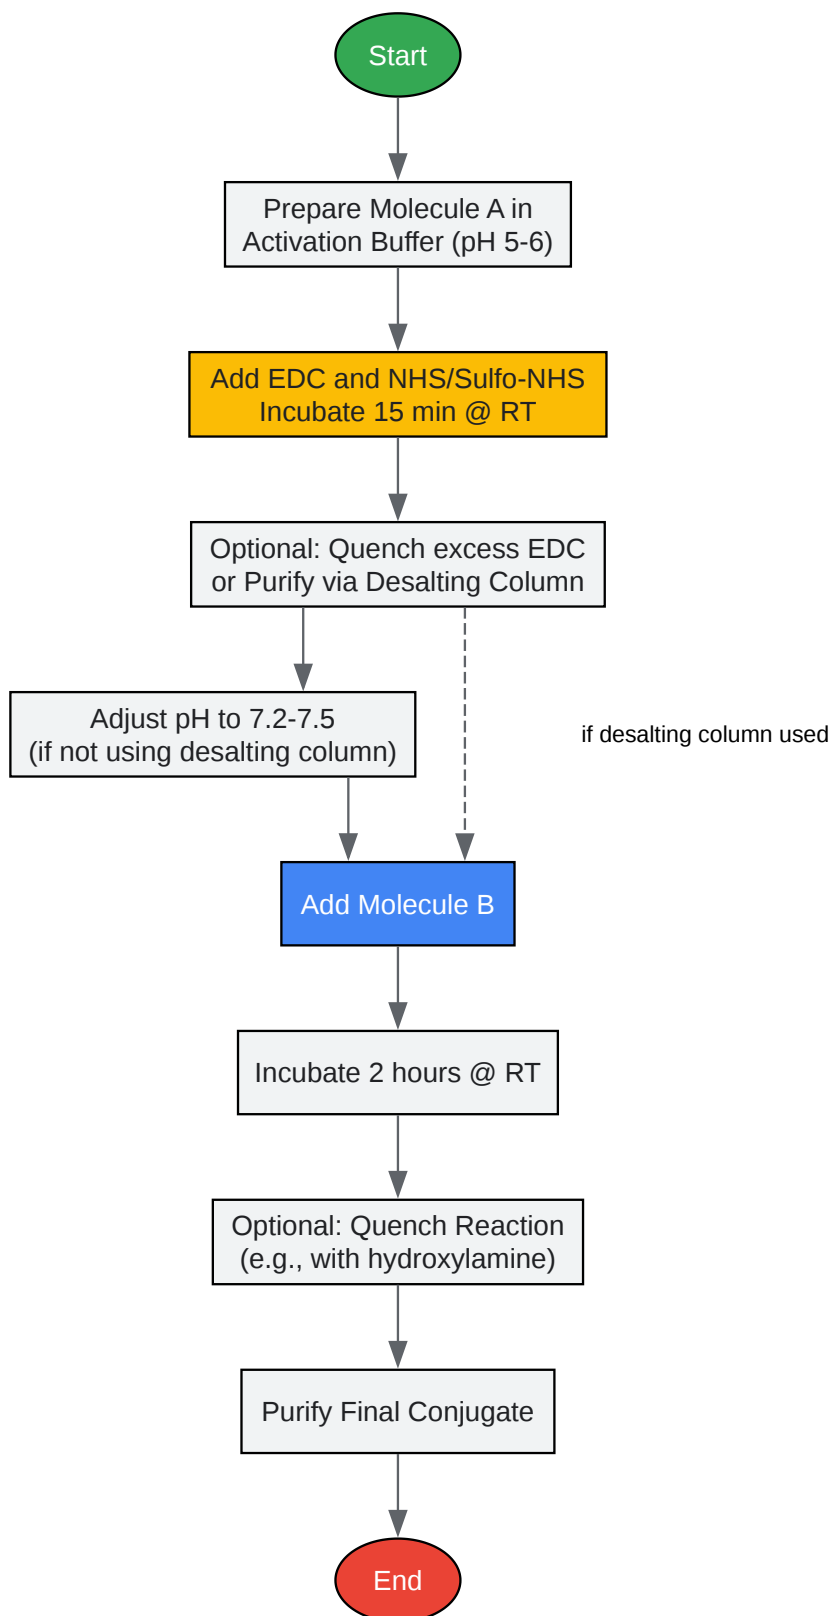 Start
Prepare Molecule A in
Activation Buffer (pH 5-6)
Add EDC and NHS/Sulfo-NHS
Incubate 15 min @ RT
Optional: Quench excess EDC
or Purify via Desalting Column
Adjust pH to 7.2-7.5
(if not using desalting column)
if desalting column used
Add Molecule B
Incubate 2 hours @ RT
Optional: Quench Reaction
(e.g., with hydroxylamine)
Purify Final Conjugate
End